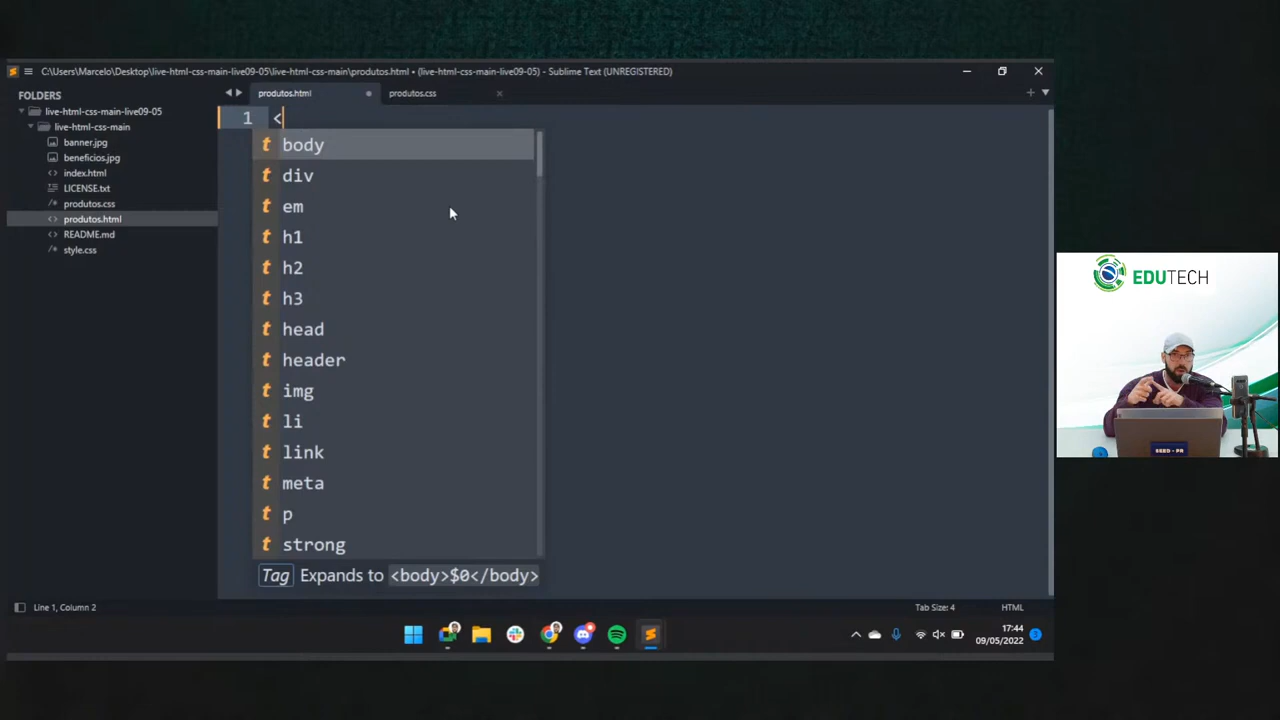 C:\Users\Marcelo\Desktop\live-html-css-main-live09-05\live-html-css-main\produtos.html • (live-html-css-main-live09-05) - Sublime Text (UNREGISTERED)
FOLDERS
live-html-css-main-live09-05
live-html-css-main
banner.jpg
beneficios.jpg
index.html
LICENSE.txt
produtos.css
produtos.html
README.md
style.css
produtos.html
produtos.css
1 <
t body
t div
t em
t h1
t h2
t h3
t head
t header
t img
t li
t link
t meta
t p
t strong
Tag Expands to <body>$0</body>
Line 1, Column 2
Tab Size: 4
HTML
17:44
09/05/2022
3
EDUTECH
SEED - PR